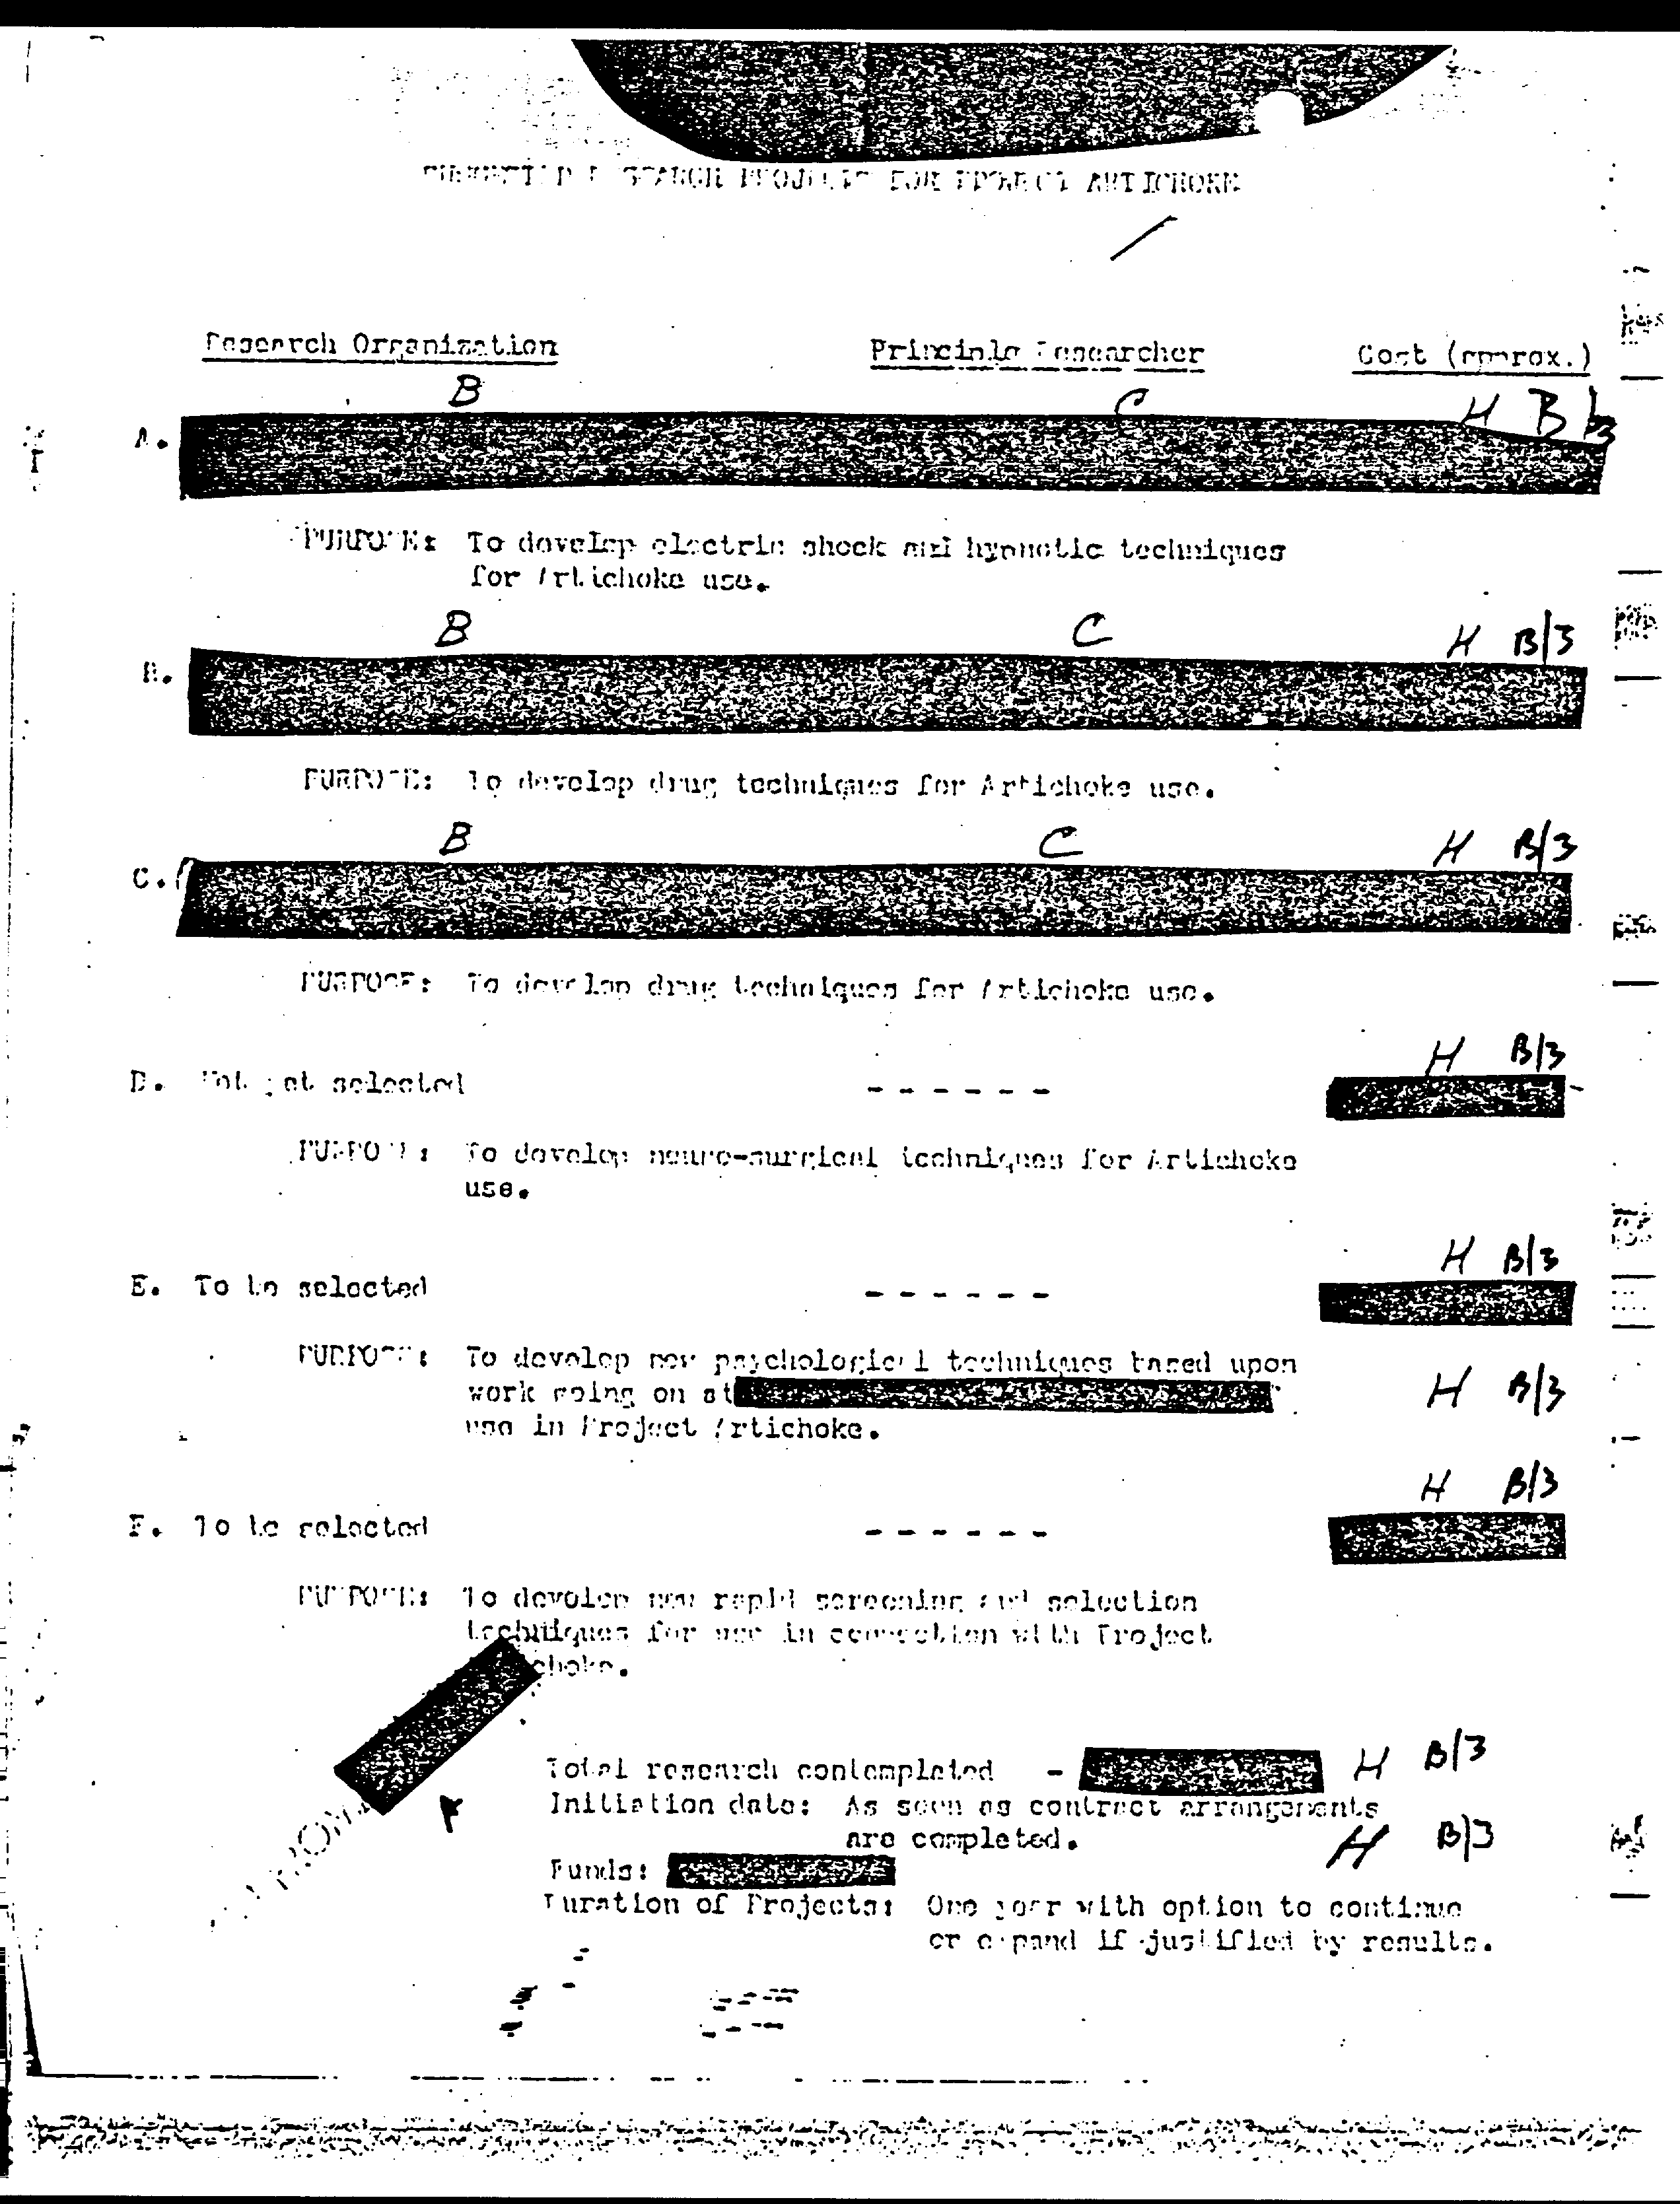 RESEARCH PROJECTS FOR PROJECT ARTICHOKE
Research Organization Principle Researcher Cost (approx.)
B C H B b3
A.
PURPOSE: To develop electric shock and hypnotic techniques
for Artichoke use.
B C H B/3
B.
PURPOSE: To develop drug techniques for Artichoke use.
B C H B/3
C.
PURPOSE: To develop drug techniques for Artichoke use.
H B/3
D. Not yet selected - - - - - -
PURPOSE: To develop neuro-surgical techniques for Artichoke
use.
H B/3
E. To be selected - - - - - -
PURPOSE: To develop new psychological techniques based upon
work going on at H B/3
use in Project Artichoke.
H B/3
F. To be selected - - - - - -
PURPOSE: To develop new rapid screening and selection
techniques for use in connection with Project
choke.
Total research contemplated - H B/3
Initiation date: As soon as contract arrangements
are completed. H B/3
Funds:
Duration of Projects: One year with option to continue
or expand if justified by results.